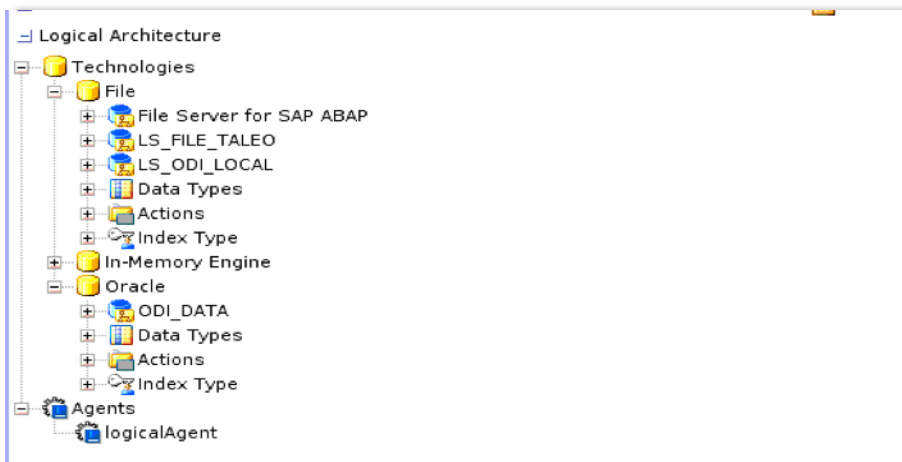 Logical Architecture
Technologies
File
File Server for SAP ABAP
LS_FILE_TALEO
LS_ODI_LOCAL
Data Types
Actions
Index Type
In-Memory Engine
Oracle
ODI_DATA
Data Types
Actions
Index Type
Agents
logicalAgent